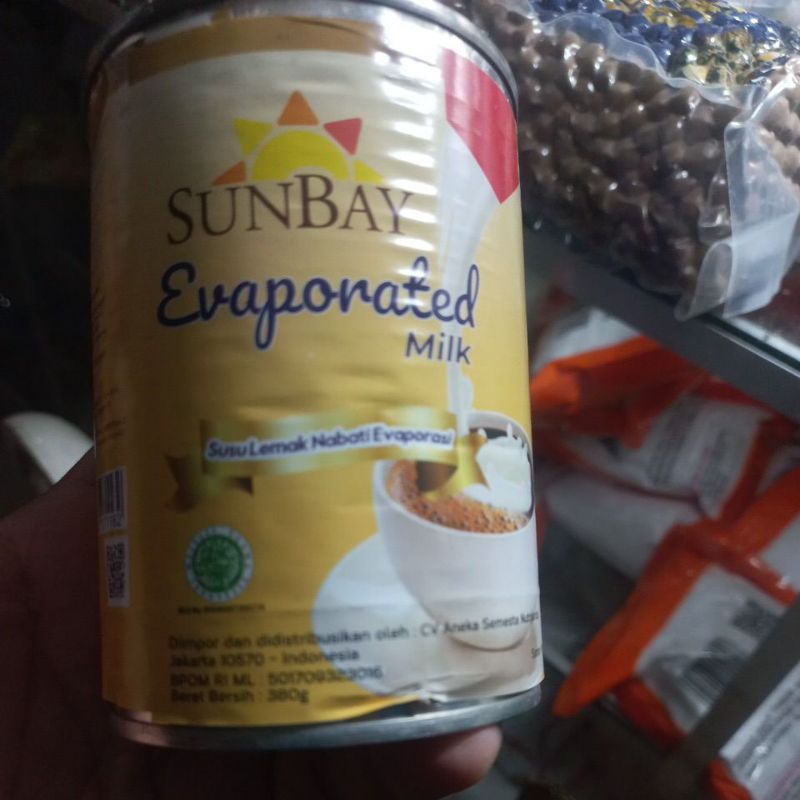 SUNBAY
Evaporated
Milk
Susu Lemak Nabati Evaporasi
Diimpor dan didistribusikan oleh : CV Aneka Semesta
Jakarta 10570 - Indonesia
BPOM RI ML : 501709323016
Berat Bersih : 380g